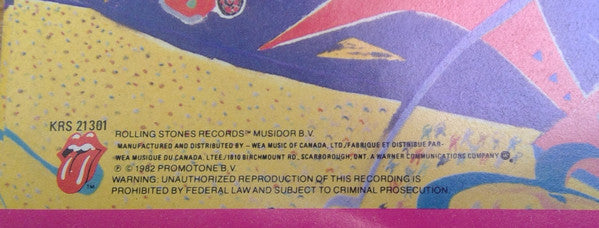 KRS 21301
ROLLING STONES RECORDS™ MUSIDOR B.V.
MANUFACTURED AND DISTRIBUTED BY - WEA MUSIC OF CANADA, LTD./FABRIQUE ET DISTRIBUE PAR-
WEA MUSIQUE DU CANADA, LTEE/1810 BIRCHMOUNT RD., SCARBOROUGH, ONT. A WARNER COMMUNICATIONS COMPANY
℗ © 1982 PROMOTONE B.V.
WARNING: UNAUTHORIZED REPRODUCTION OF THIS RECORDING IS
PROHIBITED BY FEDERAL LAW AND SUBJECT TO CRIMINAL PROSECUTION.
TM